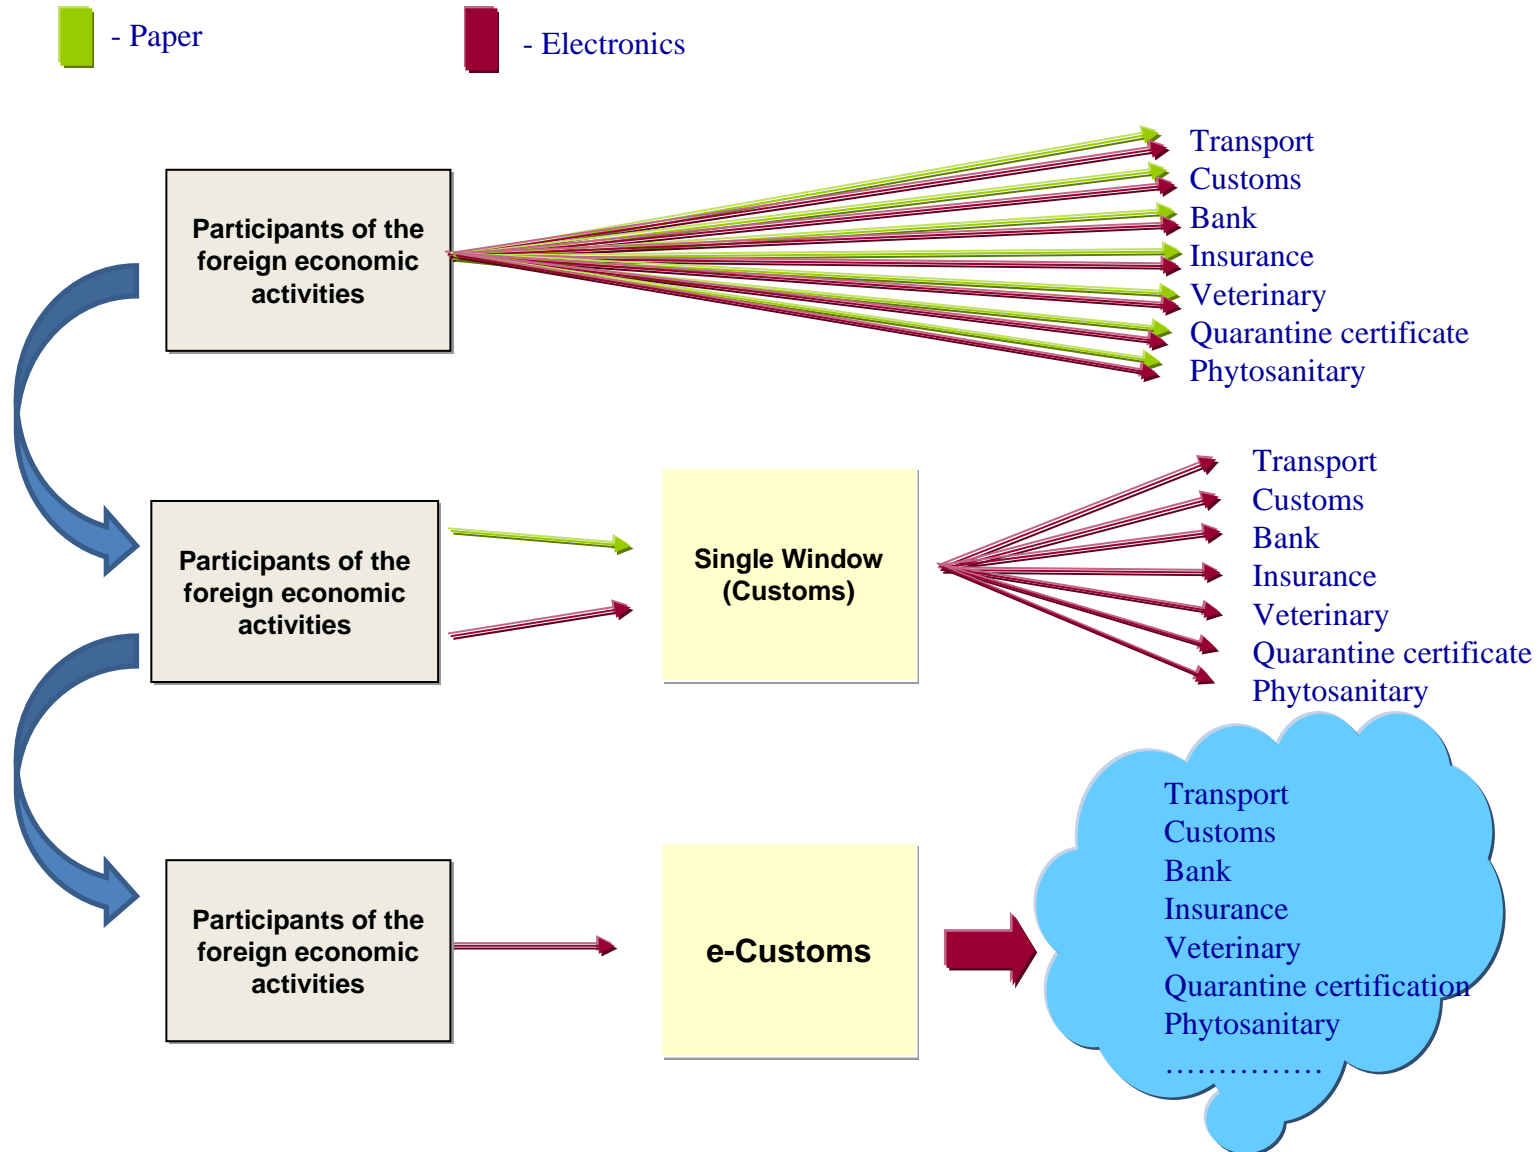 - Paper
- Electronics
Participants of the
foreign economic
activities
Transport
Customs
Bank
Insurance
Veterinary
Quarantine certificate
Phytosanitary
Participants of the
foreign economic
activities
Single Window
(Customs)
Transport
Customs
Bank
Insurance
Veterinary
Quarantine certificate
Phytosanitary
Participants of the
foreign economic
activities
e-Customs
Transport
Customs
Bank
Insurance
Veterinary
Quarantine certification
Phytosanitary
……………